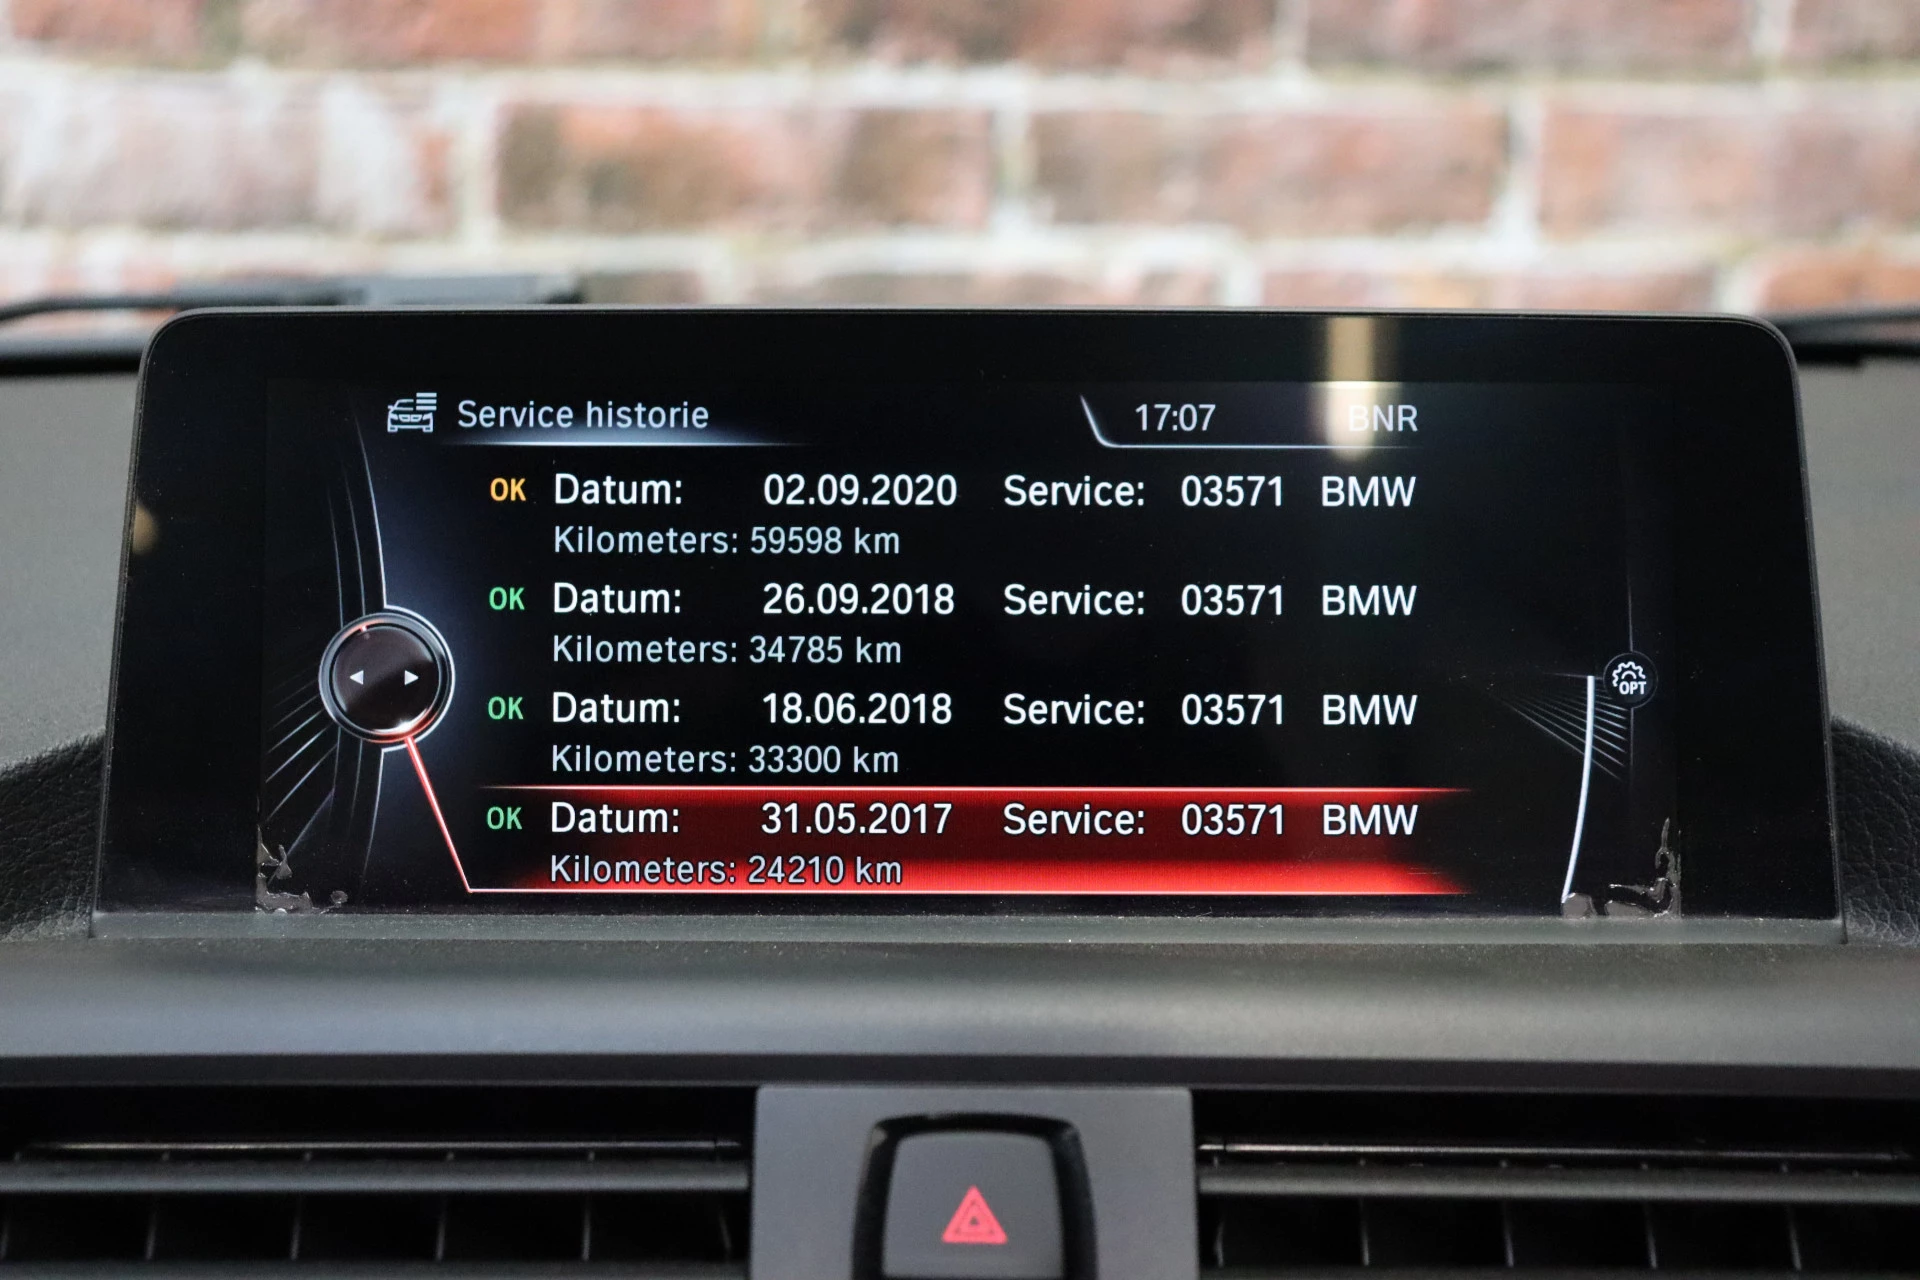 Service historie 17:07 BNR
OK Datum: 02.09.2020 Service: 03571 BMW
Kilometers: 59598 km
OK Datum: 26.09.2018 Service: 03571 BMW
Kilometers: 34785 km
OK Datum: 18.06.2018 Service: 03571 BMW
Kilometers: 33300 km
OPT
OK Datum: 31.05.2017 Service: 03571 BMW
Kilometers: 24210 km